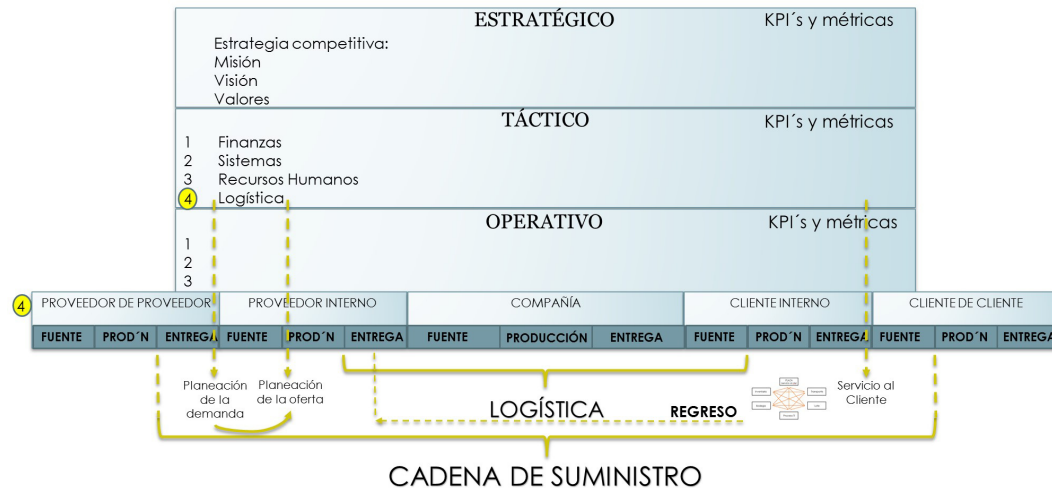 ESTRATÉGICO KPI´s y métricas
Estrategia competitiva:
Misión
Visión
Valores
TÁCTICO KPI´s y métricas
1 Finanzas
2 Sistemas
3 Recursos Humanos
4 Logística
OPERATIVO KPI´s y métricas
1
2
3
4 PROVEEDOR DE PROVEEDOR PROVEEDOR INTERNO COMPAÑÍA CLIENTE INTERNO CLIENTE DE CLIENTE
FUENTE PROD´N ENTREGA FUENTE PROD´N ENTREGA FUENTE PRODUCCIÓN ENTREGA FUENTE PROD´N ENTREGA FUENTE PROD´N ENTREGA
Planeación
de la
demanda
Planeación
de la oferta
LOGÍSTICA
REGRESO
Servicio al
Cliente
CADENA DE SUMINISTRO